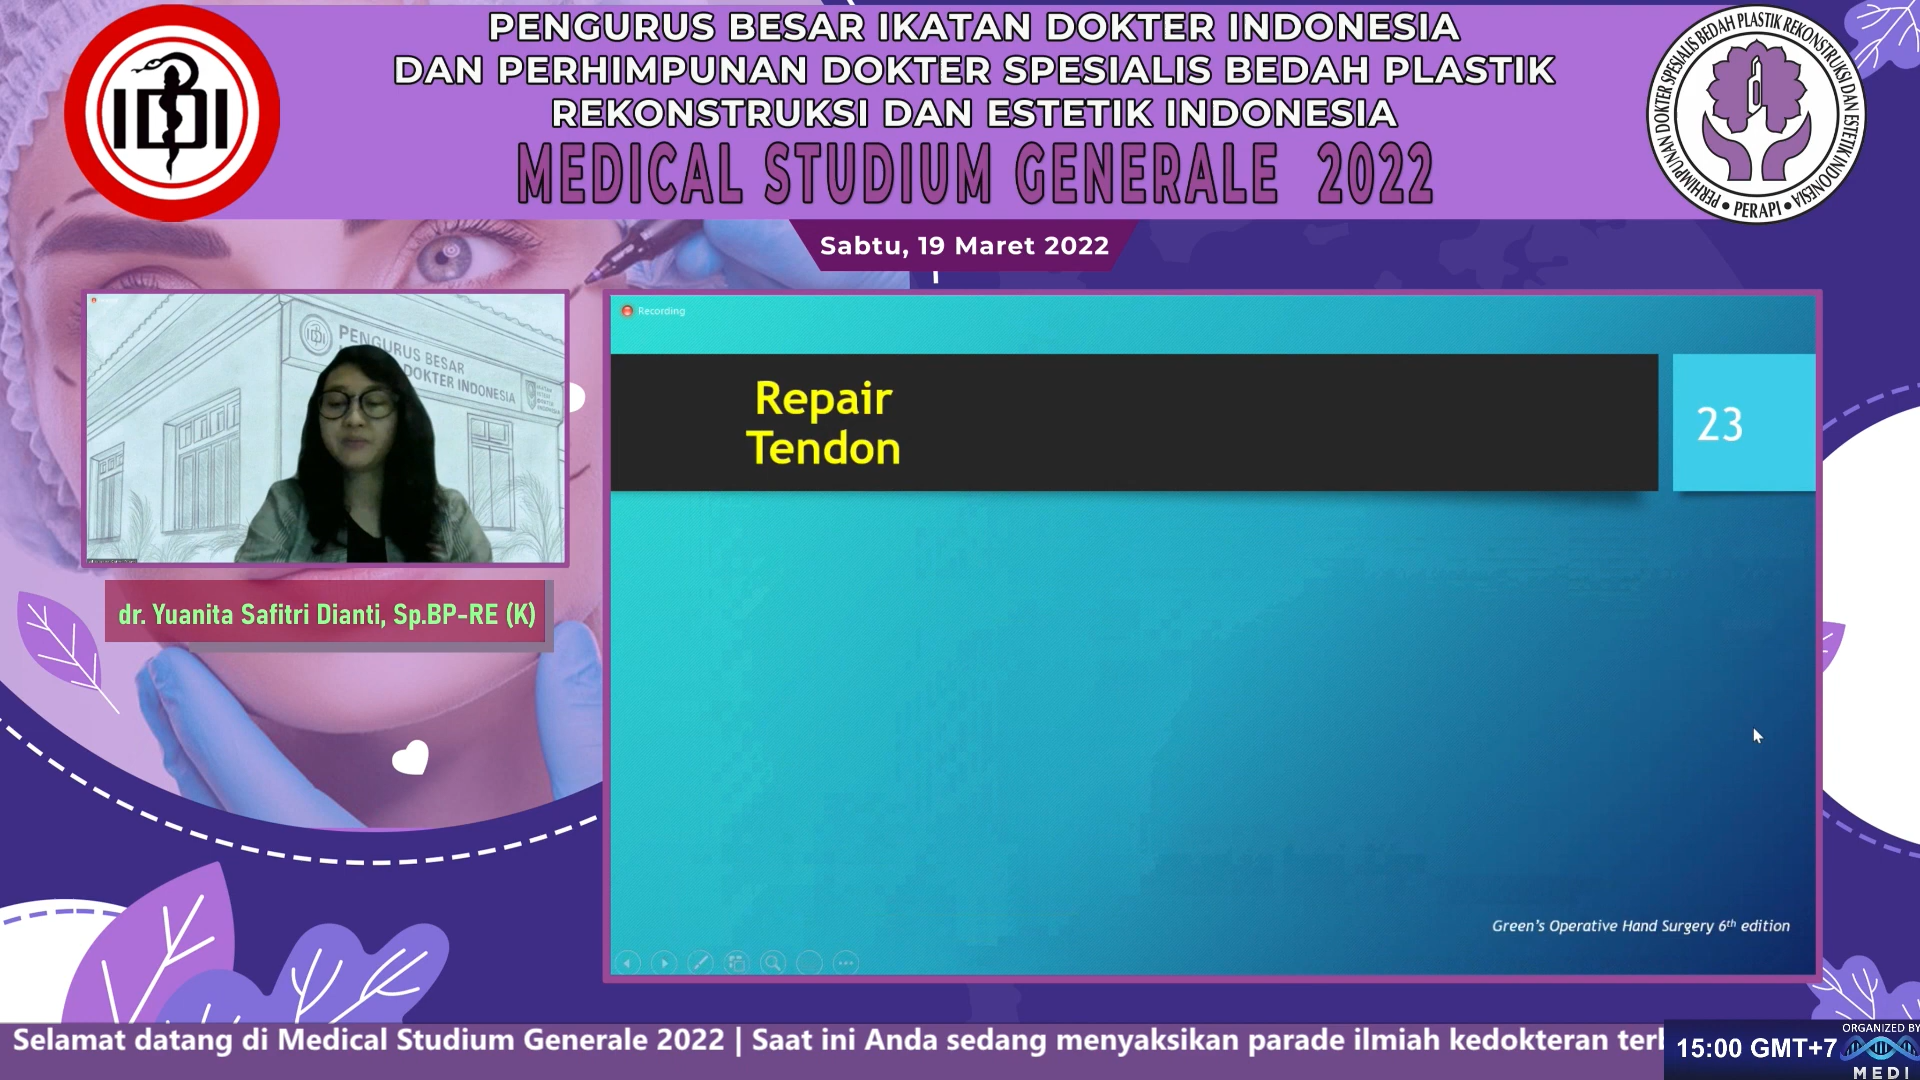 PENGURUS BESAR IKATAN DOKTER INDONESIA
DAN PERHIMPUNAN DOKTER SPESIALIS BEDAH PLASTIK
REKONSTRUKSI DAN ESTETIK INDONESIA
MEDICAL STUDIUM GENERALE 2022
IDI
PERHIMPUNAN DOKTER SPESIALIS BEDAH PLASTIK REKONSTRUKSI DAN ESTETIK INDONESIA
• PERAPI •
Sabtu, 19 Maret 2022
PENGURUS BESAR
DOKTER INDONESIA
dr. Yuanita Safitri Dianti, Sp.BP-RE (K)
Recording
Repair
Tendon
23
Green's Operative Hand Surgery 6th edition
Selamat datang di Medical Studium Generale 2022 | Saat ini Anda sedang menyaksikan parade ilmiah kedokteran
15:00 GMT+7
ORGANIZED BY
MEDI